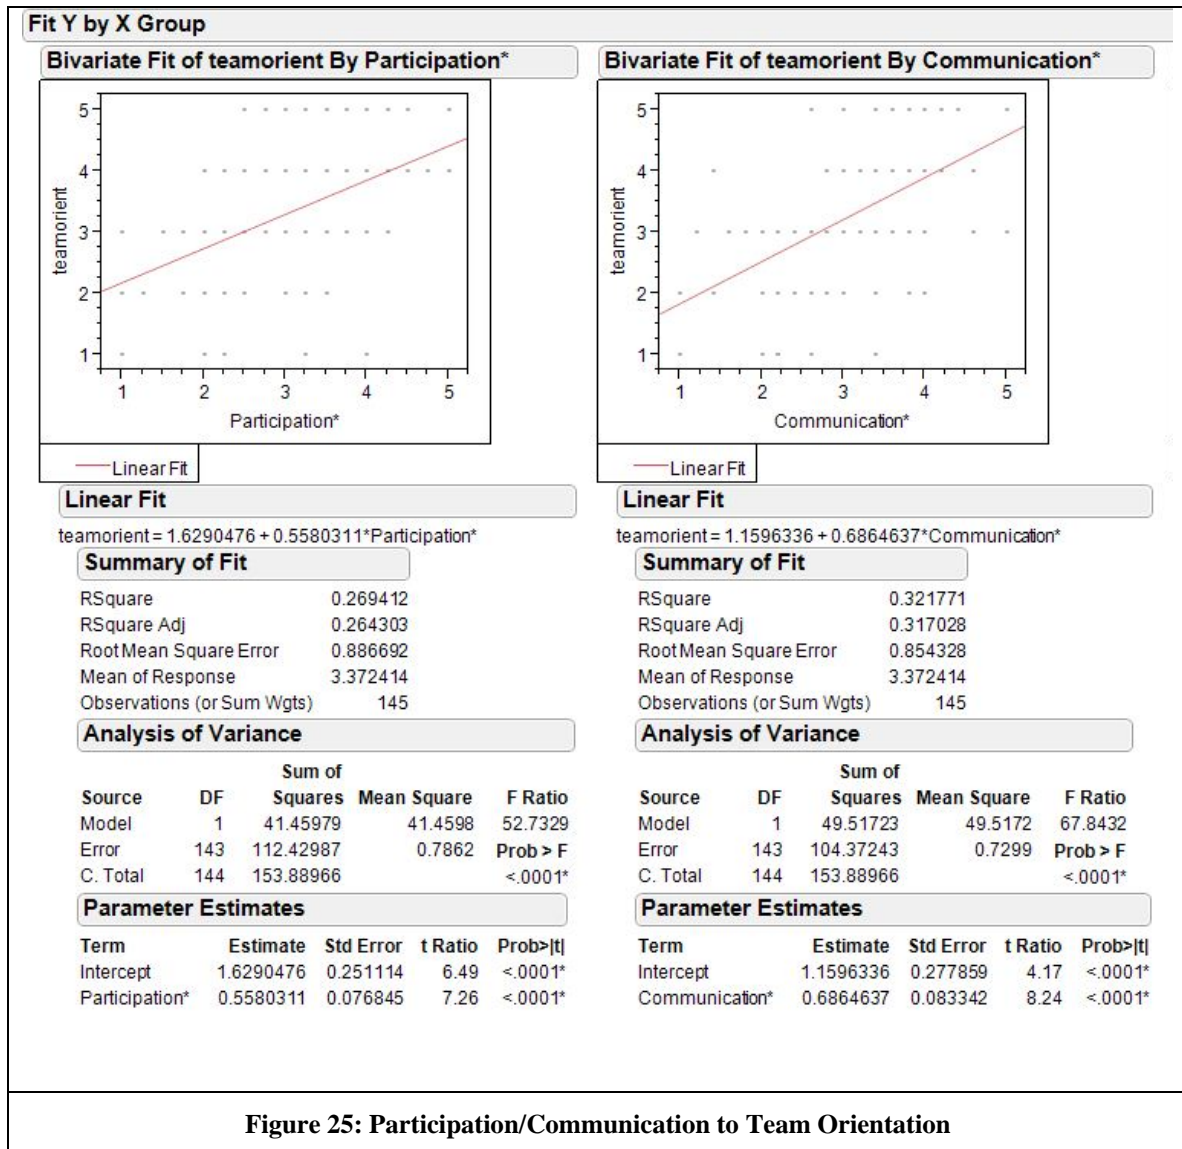 Fit Y by X Group
Bivariate Fit of teamorient By Participation*
5
4
3
2
1
teamorient
1 2 3 4 5
Participation*
Linear Fit
Linear Fit
teamorient = 1.6290476 + 0.5580311*Participation*
Summary of Fit
RSquare 0.269412
RSquare Adj 0.264303
Root Mean Square Error 0.886692
Mean of Response 3.372414
Observations (or Sum Wgts) 145
Analysis of Variance
Sum of
Source DF Squares Mean Square F Ratio
Model 1 41.45979 41.4598 52.7329
Error 143 112.42987 0.7862 Prob > F
C. Total 144 153.88966 <.0001*
Parameter Estimates
Term Estimate Std Error t Ratio Prob>|t|
Intercept 1.6290476 0.251114 6.49 <.0001*
Participation* 0.5580311 0.076845 7.26 <.0001*
Bivariate Fit of teamorient By Communication*
5
4
3
2
1
teamorient
1 2 3 4 5
Communication*
Linear Fit
Linear Fit
teamorient = 1.1596336 + 0.6864637*Communication*
Summary of Fit
RSquare 0.321771
RSquare Adj 0.317028
Root Mean Square Error 0.854328
Mean of Response 3.372414
Observations (or Sum Wgts) 145
Analysis of Variance
Sum of
Source DF Squares Mean Square F Ratio
Model 1 49.51723 49.5172 67.8432
Error 143 104.37243 0.7299 Prob > F
C. Total 144 153.88966 <.0001*
Parameter Estimates
Term Estimate Std Error t Ratio Prob>|t|
Intercept 1.1596336 0.277859 4.17 <.0001*
Communication* 0.6864637 0.083342 8.24 <.0001*
Figure 25: Participation/Communication to Team Orientation